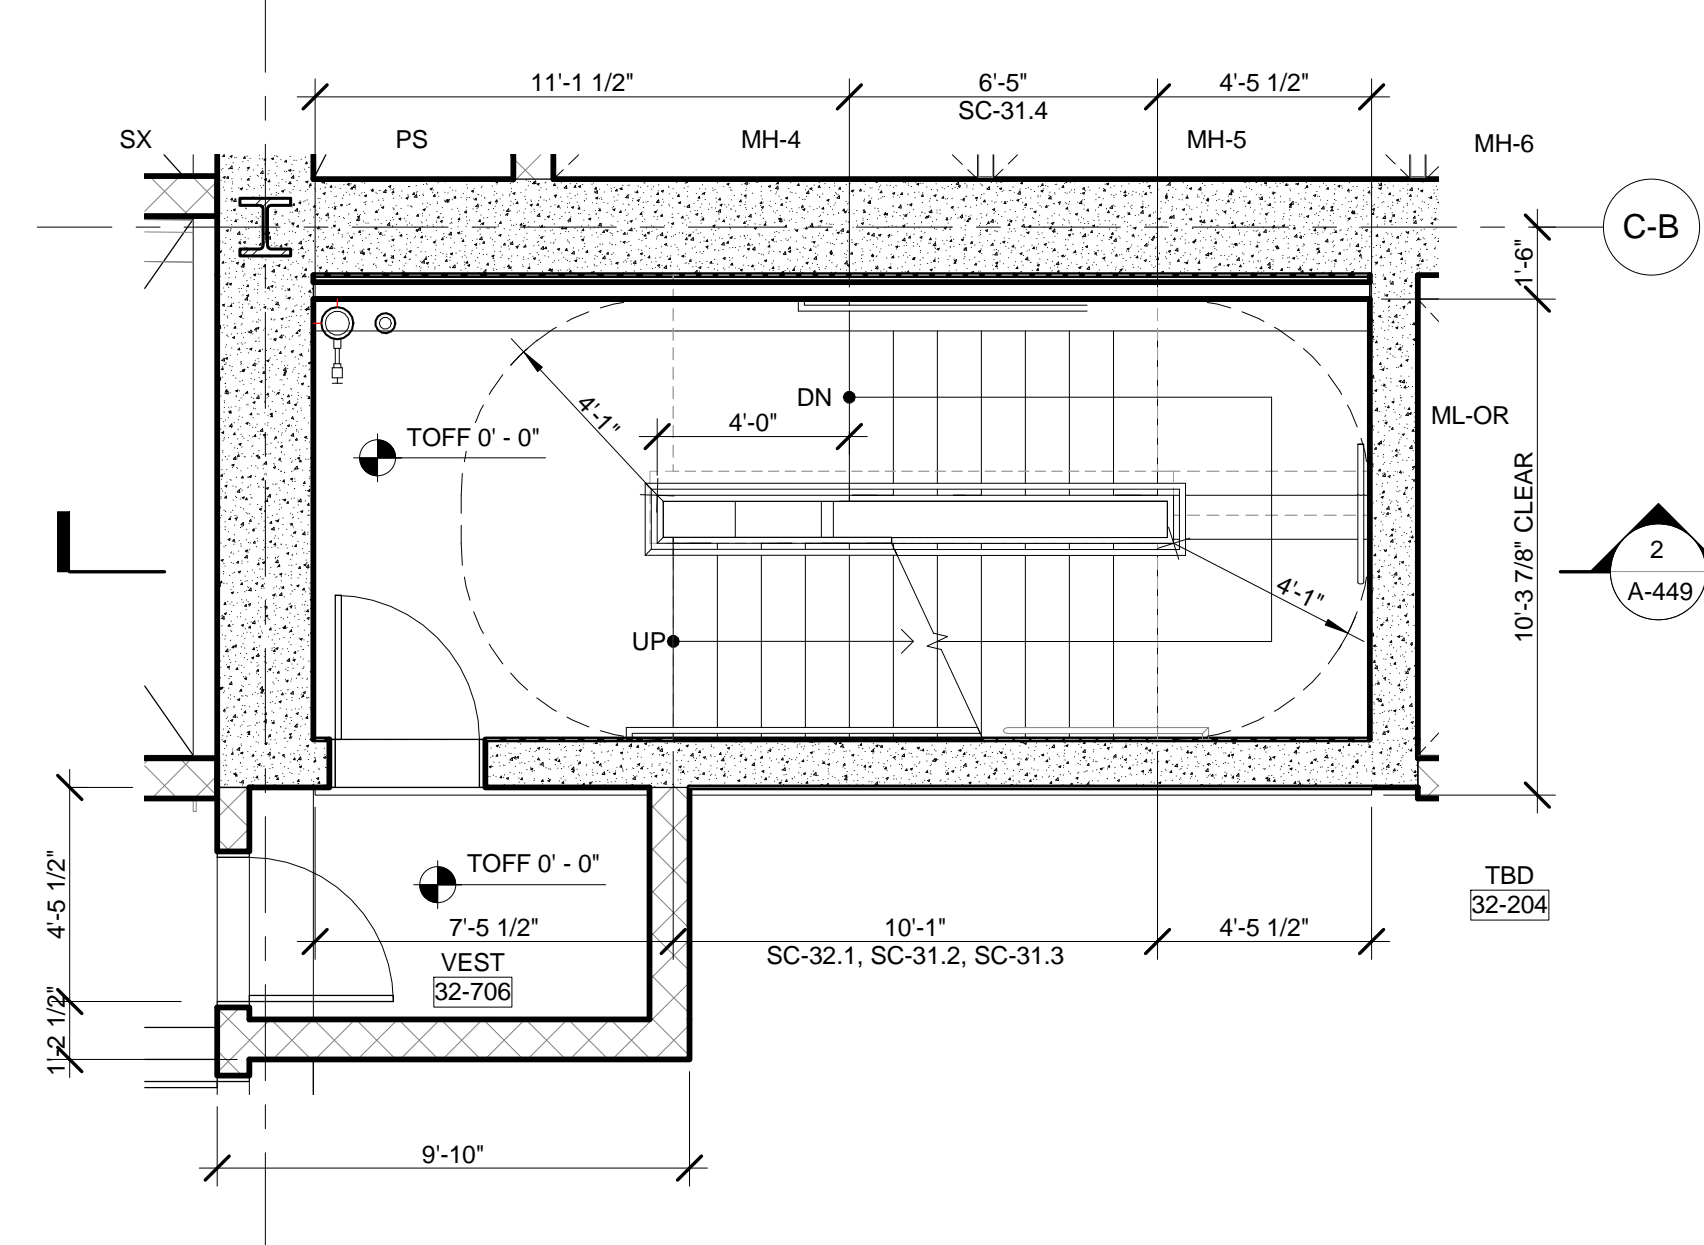 11'-1 1/2" 6'-5" 4'-5 1/2"
SC-31.4
SX PS MH-4 MH-5 MH-6
C-B
1'-6"
DN
4'-1" 4'-0"
ML-OR
TOFF 0' - 0"
10'-3 7/8" CLEAR
2
A-449
4'-1"
UP
TOFF 0' - 0"
4'-5 1/2"
TBD
32-204
7'-5 1/2" 10'-1" 4'-5 1/2"
SC-32.1, SC-31.2, SC-31.3
VEST
32-706
1'-2 1/2"
9'-10"